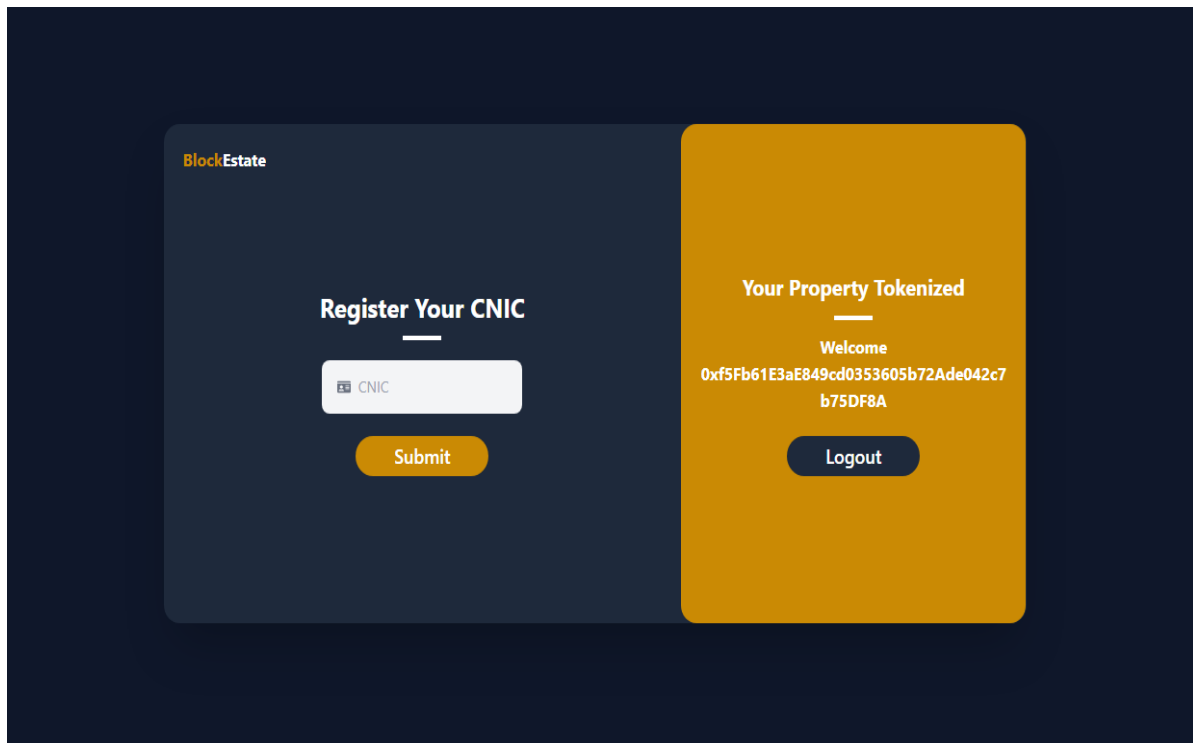 BlockEstate
Register Your CNIC
CNIC
Submit
Your Property Tokenized
Welcome
0xf5Fb61E3aE849cd0353605b72Ade042c7
b75DF8A
Logout